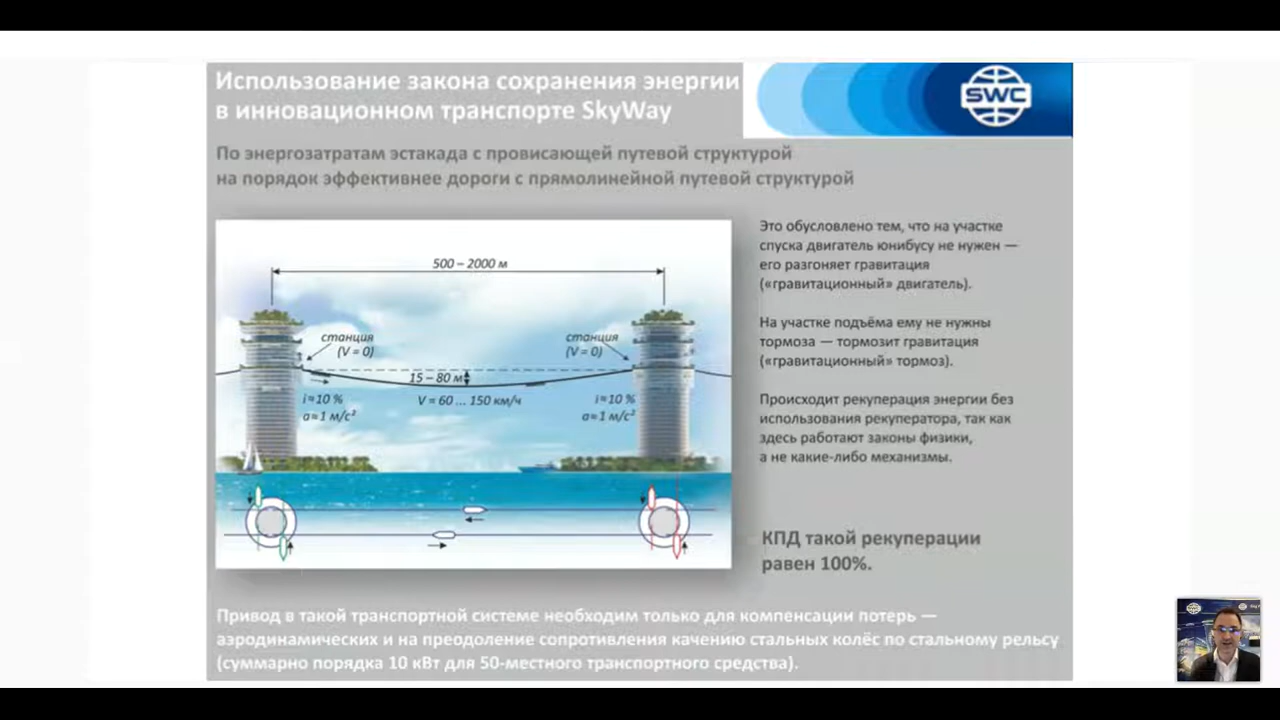 Использование закона сохранения энергии
в инновационном транспорте SkyWay
SWC
По энергозатратам эстакада с провисающей путевой структурой
на порядок эффективнее дороги с прямолинейной путевой структурой
500 – 2000 м
станция
(V = 0)
станция
(V = 0)
15 – 80 м
i≈10 %
a≈1 м/с²
V = 60 ... 150 км/ч
i≈10 %
a≈1 м/с²
Это обусловлено тем, что на участке
спуска двигатель юнибусу не нужен —
его разгоняет гравитация
(«гравитационный» двигатель).
На участке подъёма ему не нужны
тормоза — тормозит гравитация
(«гравитационный» тормоз).
Происходит рекуперация энергии без
использования рекуператора, так как
здесь работают законы физики,
а не какие-либо механизмы.
КПД такой рекуперации
равен 100%.
Привод в такой транспортной системе необходим только для компенсации потерь —
аэродинамических и на преодоление сопротивления качению стальных колёс по стальному рельсу
(суммарно порядка 10 кВт для 50-местного транспортного средства).